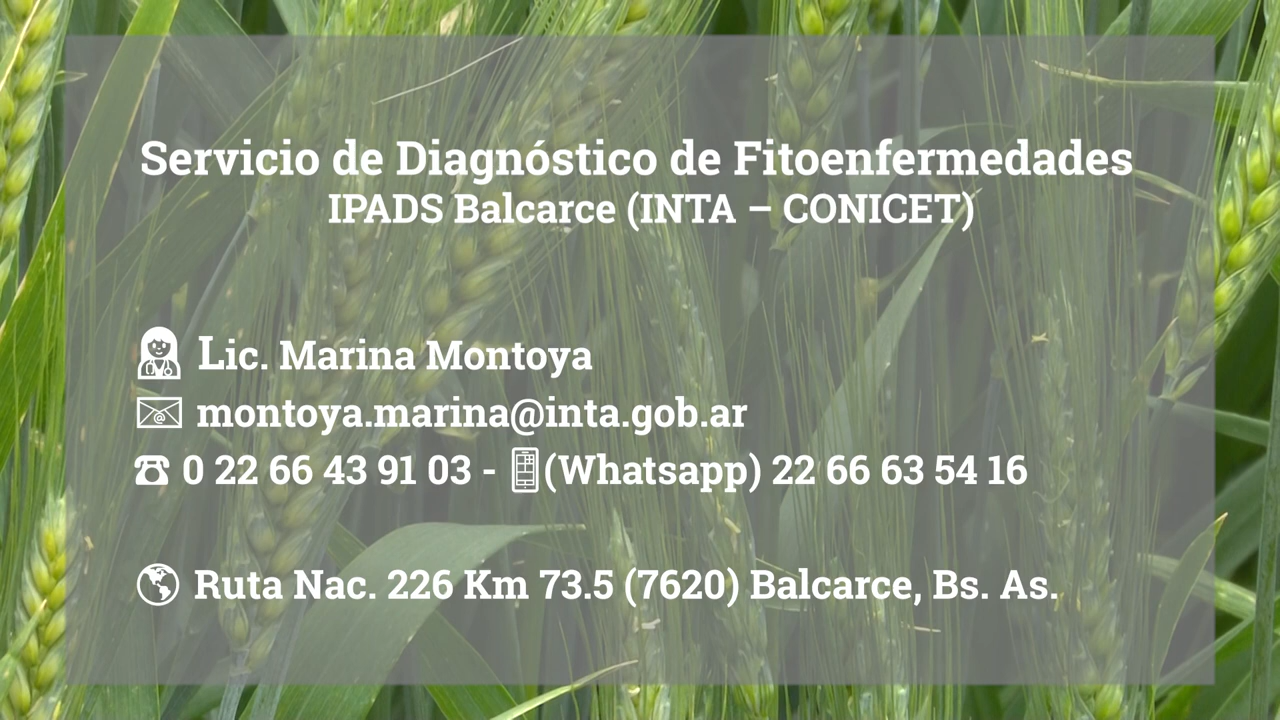 Servicio de Diagnóstico de Fitoenfermedades
IPADS Balcarce (INTA – CONICET)
Lic. Marina Montoya
montoya.marina@inta.gob.ar
0 22 66 43 91 03 - (Whatsapp) 22 66 63 54 16
Ruta Nac. 226 Km 73.5 (7620) Balcarce, Bs. As.